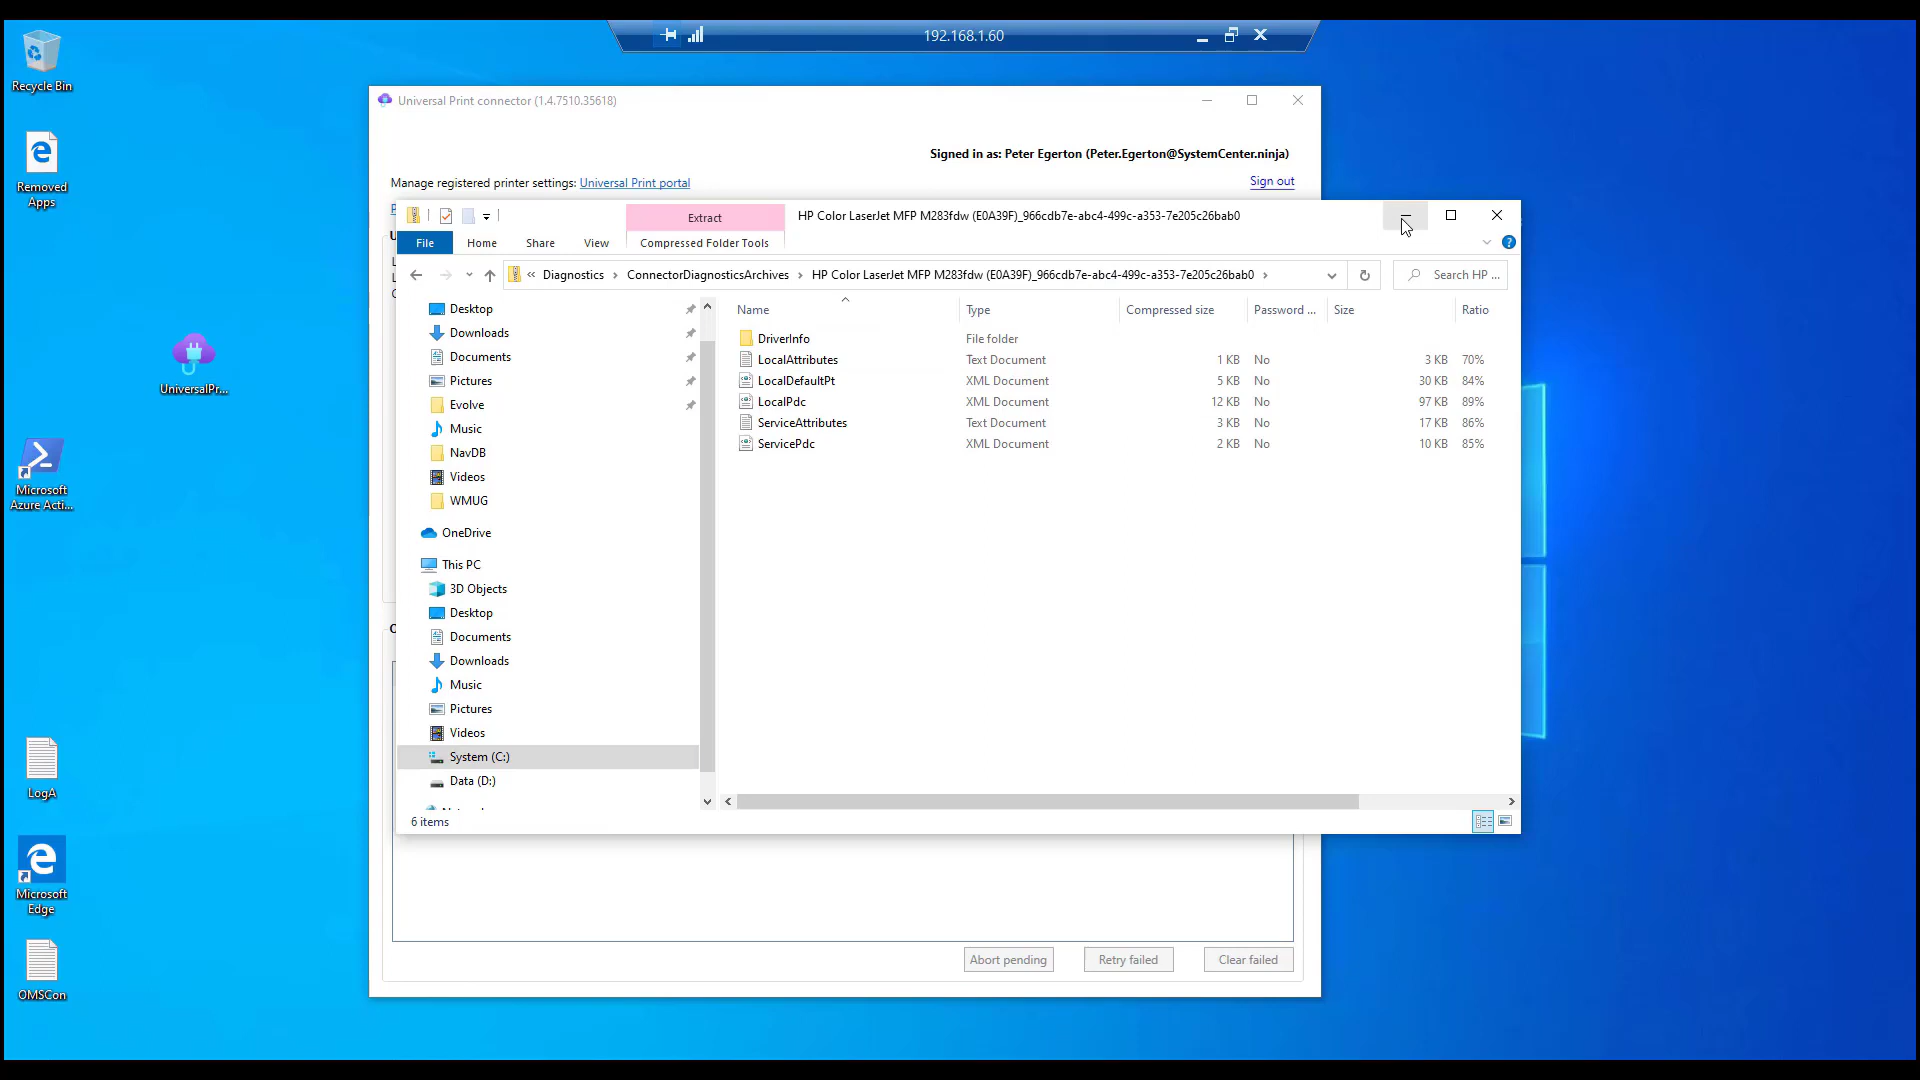 192.168.1.60
Recycle Bin
Removed
Apps
UniversalPr...
Microsoft
Azure Acti...
LogA
Microsoft
Edge
OMSCon
Universal Print connector (1.4.7510.35618)
Signed in as: Peter Egerton (Peter.Egerton@SystemCenter.ninja)
Manage registered printer settings: Universal Print portal
Sign out
Extract
HP Color LaserJet MFP M283fdw (E0A39F)_966cdb7e-abc4-499c-a353-7e205c26bab0
File
Home
Share
View
Compressed Folder Tools
« Diagnostics > ConnectorDiagnosticsArchives > HP Color LaserJet MFP M283fdw (E0A39F)_966cdb7e-abc4-499c-a353-7e205c26bab0 >
Search HP ...
Desktop
Downloads
Documents
Pictures
Evolve
Music
NavDB
Videos
WMUG
OneDrive
This PC
3D Objects
Desktop
Documents
Downloads
Music
Pictures
Videos
System (C:)
Data (D:)
Name Type Compressed size Password ... Size Ratio
DriverInfo File folder
LocalAttributes Text Document 1 KB No 3 KB 70%
LocalDefaultPt XML Document 5 KB No 30 KB 84%
LocalPdc XML Document 12 KB No 97 KB 89%
ServiceAttributes Text Document 3 KB No 17 KB 86%
ServicePdc XML Document 2 KB No 10 KB 85%
6 items
Abort pending
Retry failed
Clear failed